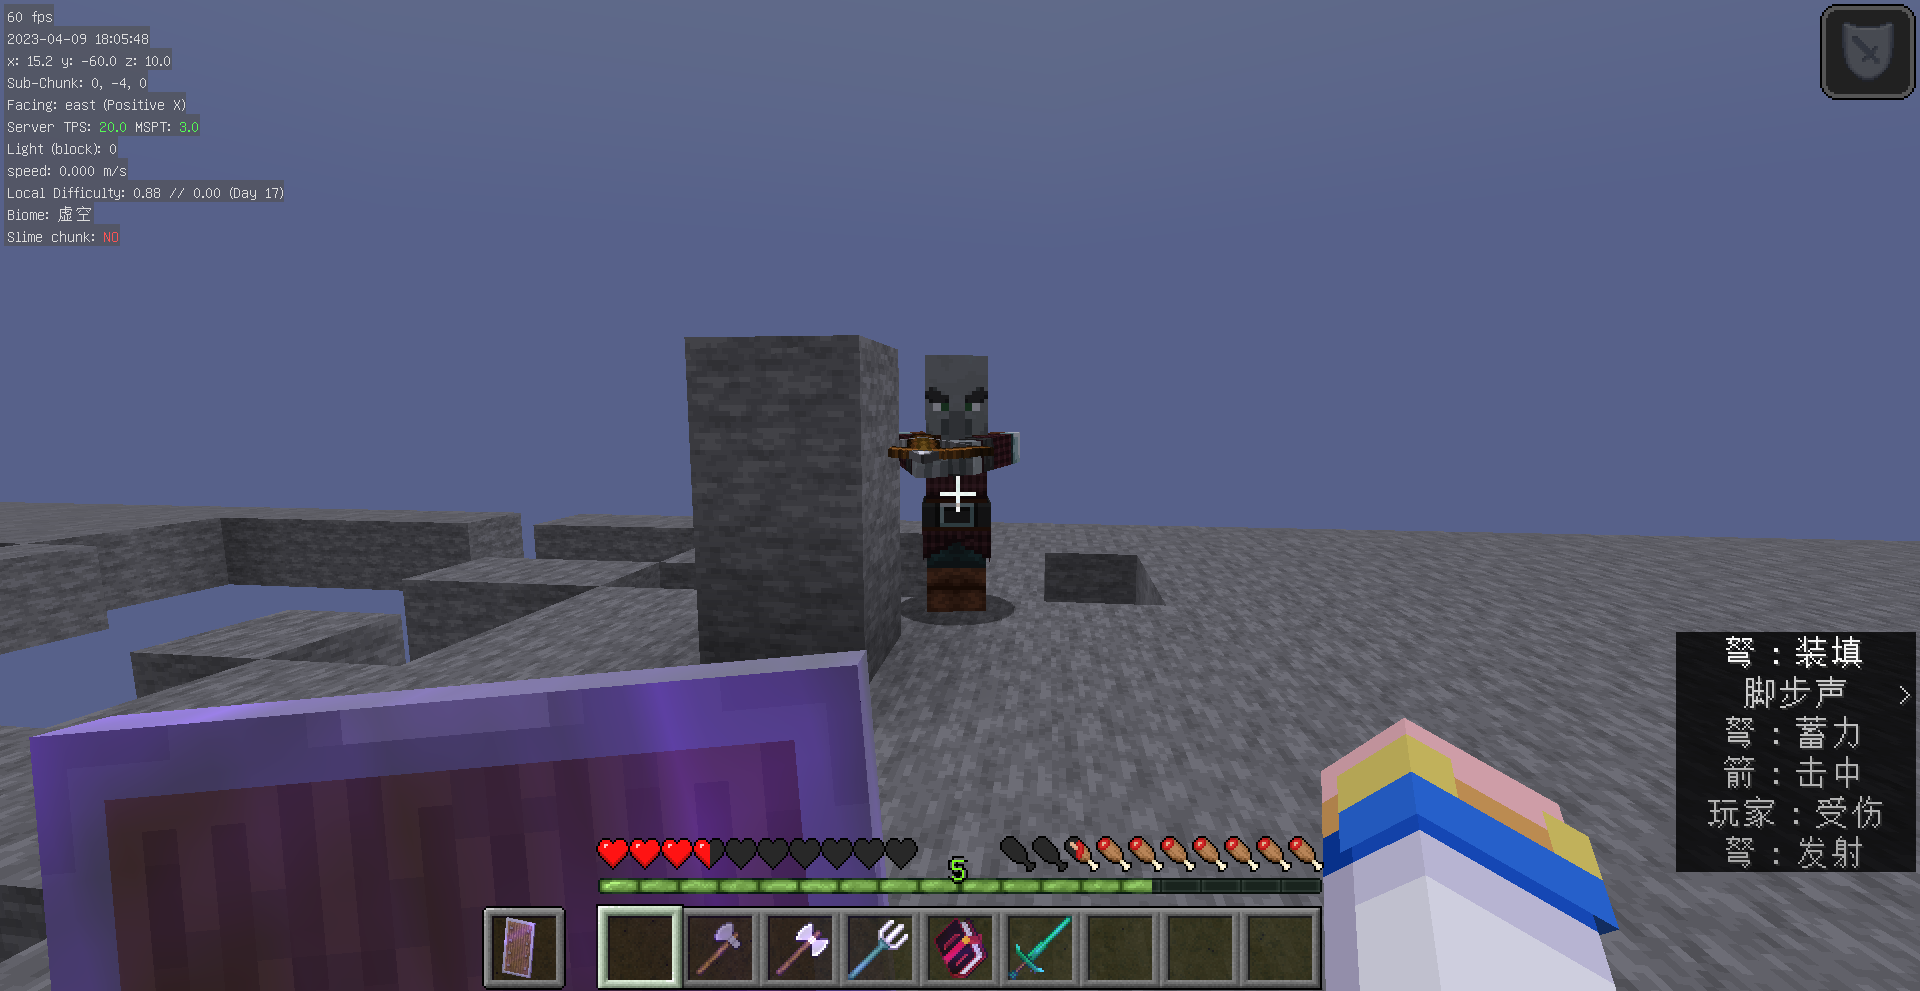 60 fps
2023-04-09 18:05:48
x: 15.2 y: -60.0 z: 10.0
Sub-Chunk: 0, -4, 0
Facing: east (Positive X)
Server TPS: 20.0 MSPT: 3.0
Light (block): 0
speed: 0.000 m/s
Local Difficulty: 0.88 // 0.00 (Day 17)
Biome: 虚空
Slime chunk: NO
弩：装填
脚步声 >
弩：蓄力
箭：击中
玩家：受伤
弩：发射
5